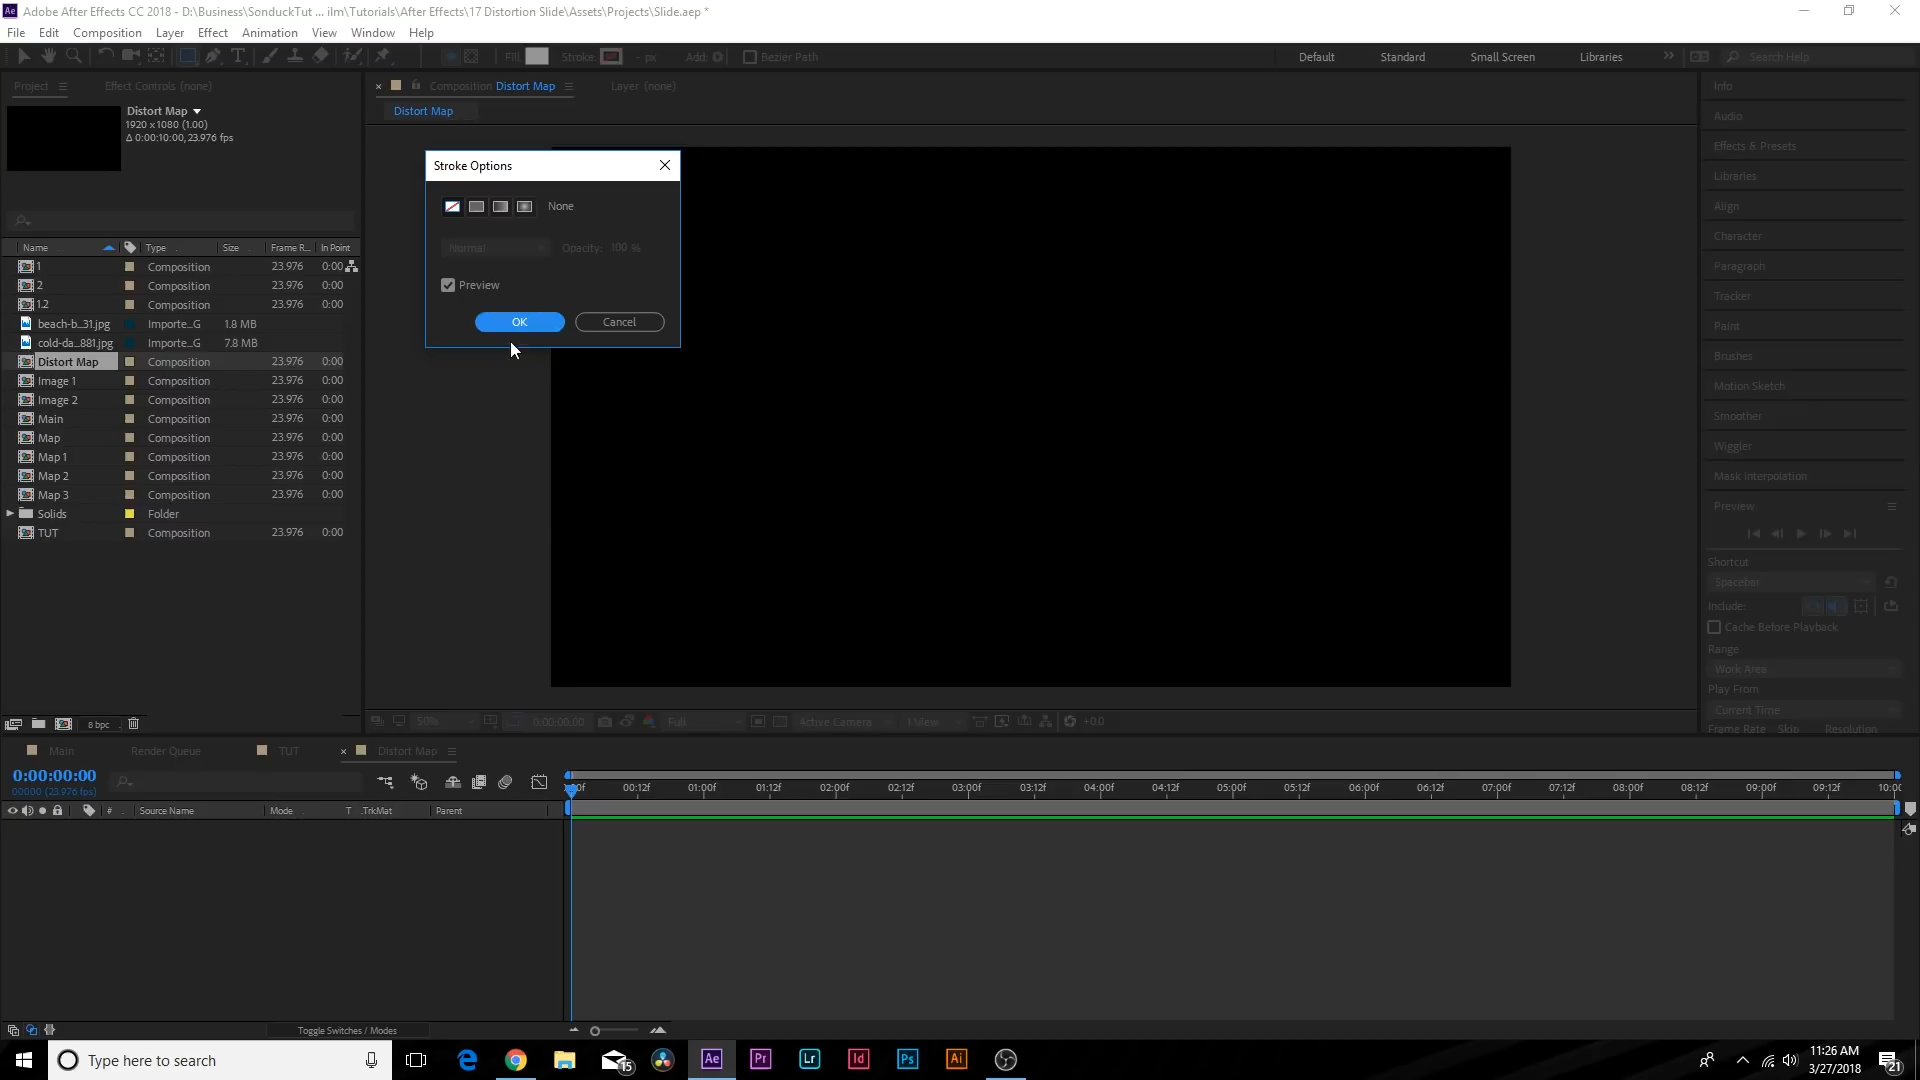 Ae Adobe After Effects CC 2018 - D:\Business\SonduckTut ... ilm\Tutorials\After Effects\17 Distortion Slide\Assets\Projects\Slide.aep *
File Edit Composition Layer Effect Animation View Window Help
Fill Stroke: - px Add: Bezier Path Default Standard Small Screen Libraries Search Help
Project Effect Controls (none) Composition Distort Map Layer (none) Info
Distort Map
1920 x 1080 (1.00)
Δ 0:00:10:00, 23.976 fps
Distort Map
Audio
Effects & Presets
Libraries
Align
Character
Paragraph
Tracker
Paint
Brushes
Motion Sketch
Smoother
Wiggler
Mask Interpolation
Preview
Stroke Options
None
Normal Opacity: 100 %
Preview
OK Cancel
Name Type Size Frame R... In Point
1 Composition 23.976 0:00
2 Composition 23.976 0:00
1.2 Composition 23.976 0:00
beach-b...31.jpg Importe...G 1.8 MB
cold-da...881.jpg Importe...G 7.8 MB
Distort Map Composition 23.976 0:00
Image 1 Composition 23.976 0:00
Image 2 Composition 23.976 0:00
Main Composition 23.976 0:00
Map Composition 23.976 0:00
Map 1 Composition 23.976 0:00
Map 2 Composition 23.976 0:00
Map 3 Composition 23.976 0:00
Solids Folder
TUT Composition 23.976 0:00
Shortcut
Spacebar
Include:
Cache Before Playback
Range
Work Area
Play From
Current Time
Frame Rate Skip Resolution
8 bpc
50% 0:00:00:00 Full Active Camera 1 View +0.0
Main Render Queue TUT Distort Map
0:00:00:00
00000 (23.976 fps)
00f 00:12f 01:00f 01:12f 02:00f 02:12f 03:00f 03:12f 04:00f 04:12f 05:00f 05:12f 06:00f 06:12f 07:00f 07:12f 08:00f 08:12f 09:00f 09:12f 10:00
# Source Name Mode T .TrkMat Parent
Toggle Switches / Modes
Type here to search
15 Ae Pr Lr Id Ps Ai
11:26 AM
3/27/2018
21